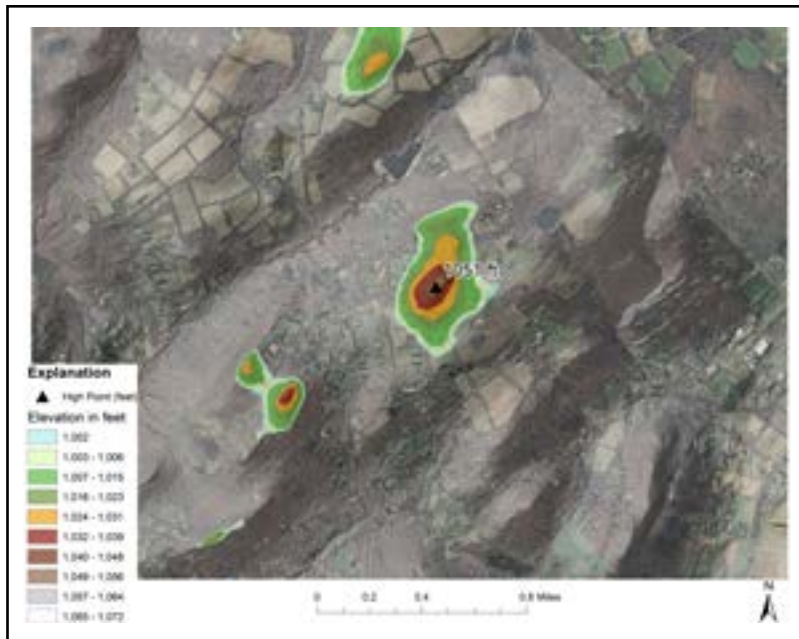 Explanation
High Point (feet)
Elevation in feet
1,002
1,003 - 1,006
1,007 - 1,015
1,016 - 1,023
1,024 - 1,031
1,032 - 1,039
1,040 - 1,048
1,049 - 1,056
1,057 - 1,064
1,065 - 1,072
0 0.2 0.4 0.8 Miles
N